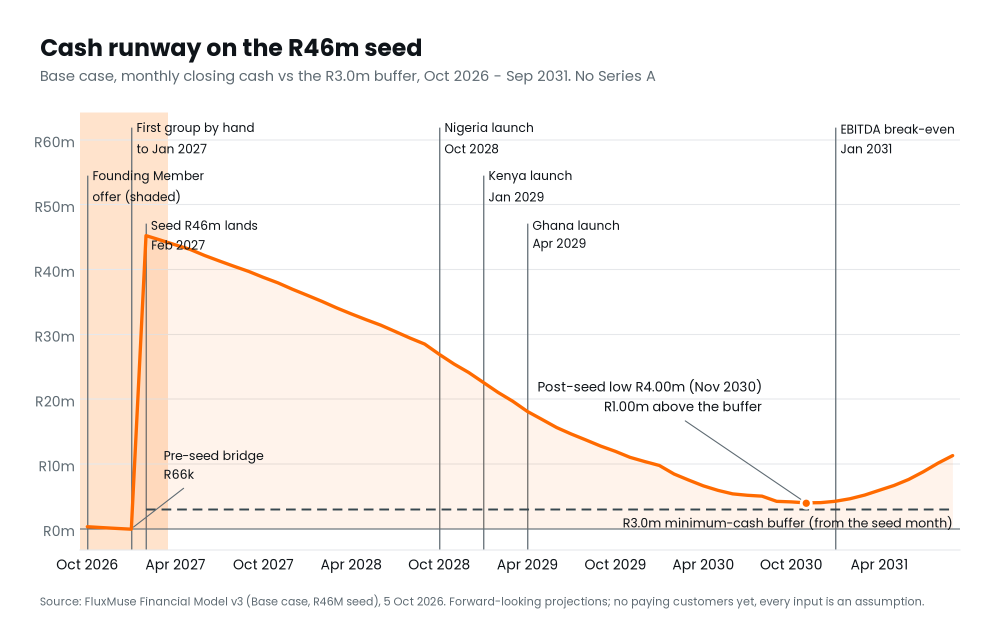 Cash runway on the R46m seed
Base case, monthly closing cash vs the R3.0m buffer, Oct 2026 - Sep 2031. No Series A
First group by hand
to Jan 2027
Nigeria launch
Oct 2028
EBITDA break-even
Jan 2031
R60m
Founding Member
offer (shaded)
Kenya launch
Jan 2029
R50m
Seed R46m lands
Feb 2027
Ghana launch
Apr 2029
R40m
R30m
Post-seed low R4.00m (Nov 2030)
R1.00m above the buffer
R20m
Pre-seed bridge
R66k
R10m
R3.0m minimum-cash buffer (from the seed month)
R0m
Oct 2026 Apr 2027 Oct 2027 Apr 2028 Oct 2028 Apr 2029 Oct 2029 Apr 2030 Oct 2030 Apr 2031
Source: FluxMuse Financial Model v3 (Base case, R46M seed), 5 Oct 2026. Forward-looking projections; no paying customers yet, every input is an assumption.